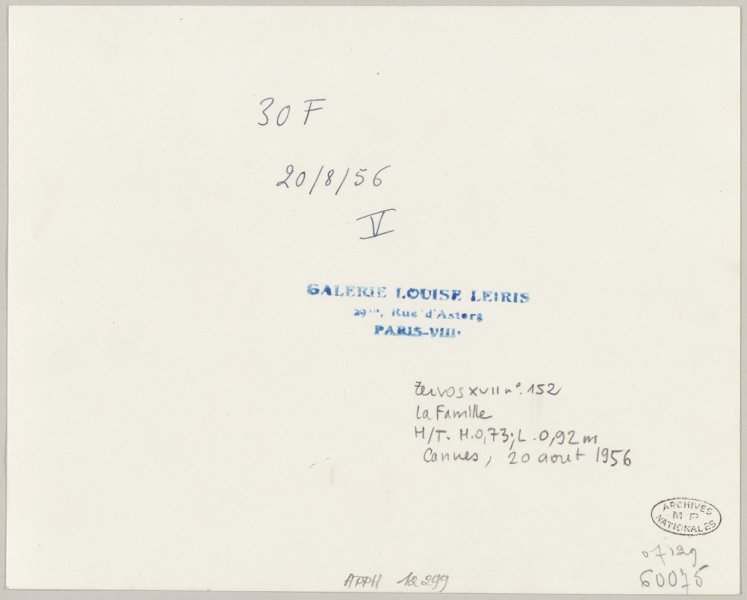 30 F
20/8/56
V
GALERIE LOUISE LEIRIS
29 bis, Rue d'Astorg
PARIS-VIIIe
Zervos XVII n°. 152
La Famille
H/T. H.0,73; L.0,92 m
Cannes, 20 aout 1956
ARCHIVES
M P
NATIONALES
07129
60075
APPH 12299